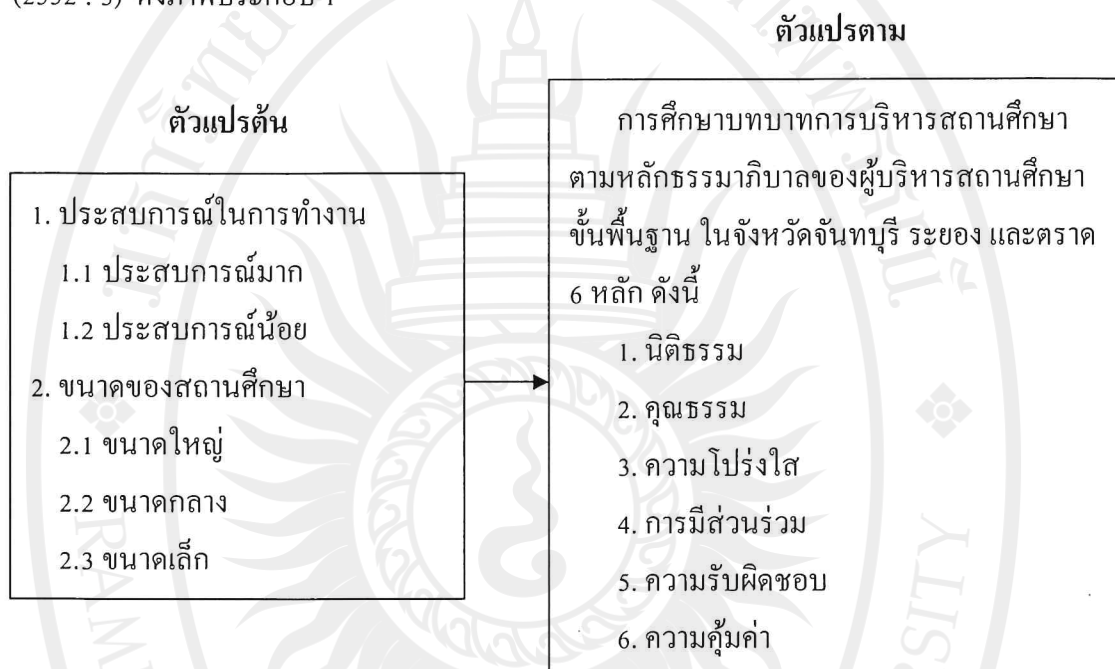 ตัวแปรตาม
ตัวแปรต้น
1. ประสบการณ์ในการทำงาน
1.1 ประสบการณ์มาก
1.2 ประสบการณ์น้อย
2. ขนาดของสถานศึกษา
2.1 ขนาดใหญ่
2.2 ขนาดกลาง
2.3 ขนาดเล็ก
การศึกษาบทบาทการบริหารสถานศึกษา
ตามหลักธรรมาภิบาลของผู้บริหารสถานศึกษา
ขั้นพื้นฐาน ในจังหวัดจันทบุรี ระยอง และตราด
6 หลัก ดังนี้
1. นิติธรรม
2. คุณธรรม
3. ความโปร่งใส
4. การมีส่วนร่วม
5. ความรับผิดชอบ
6. ความคุ้มค่า